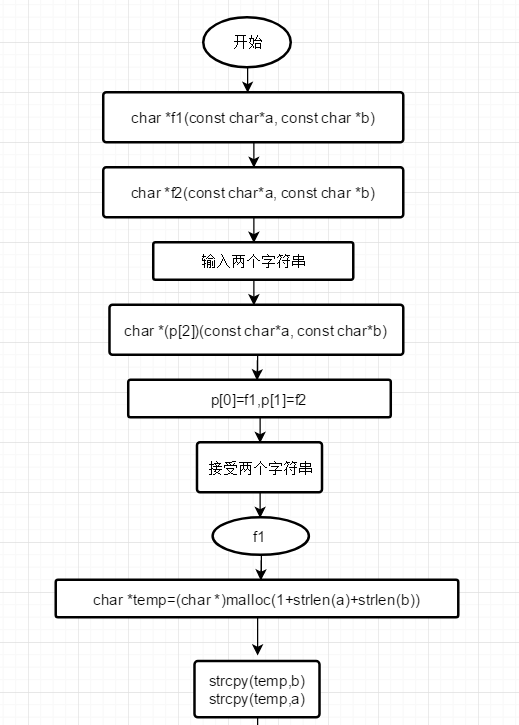 开始
char *f1(const char*a, const char *b)
char *f2(const char*a, const char *b)
输入两个字符串
char *(p[2])(const char*a, const char*b)
p[0]=f1,p[1]=f2
接受两个字符串
f1
char *temp=(char *)malloc(1+strlen(a)+strlen(b))
strcpy(temp,b)
strcpy(temp,a)